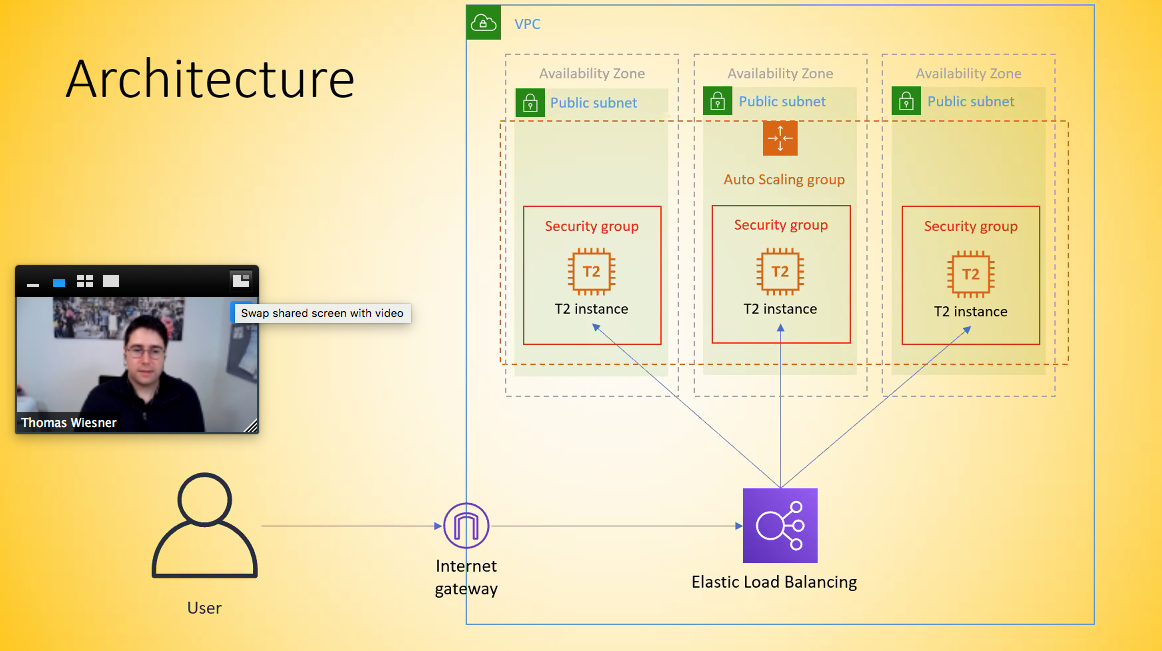 Architecture
VPC
Availability Zone
Availability Zone
Availability Zone
Public subnet
Public subnet
Public subnet
Auto Scaling group
Security group
Security group
Security group
T2
T2
T2
T2 instance
T2 instance
T2 instance
Swap shared screen with video
Thomas Wiesner
Internet
gateway
Elastic Load Balancing
User